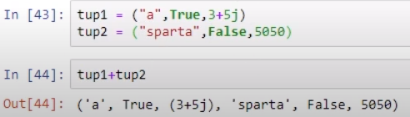 In [43]: tup1 = ("a",True,3+5j)
tup2 = ("sparta",False,5050)
In [44]: tup1+tup2
Out[44]: ('a', True, (3+5j), 'sparta', False, 5050)